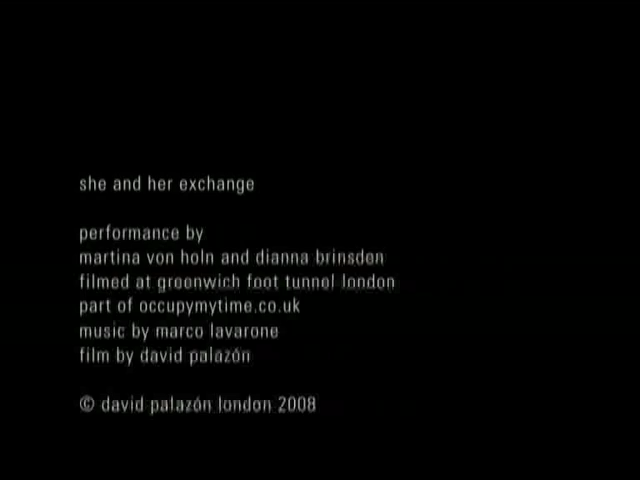 she and her exchange
performance by
martina von holn and dianna brinsden
filmed at greenwich foot tunnel london
part of occupymytime.co.uk
music by marco lavarone
film by david palazón
© david palazón london 2008